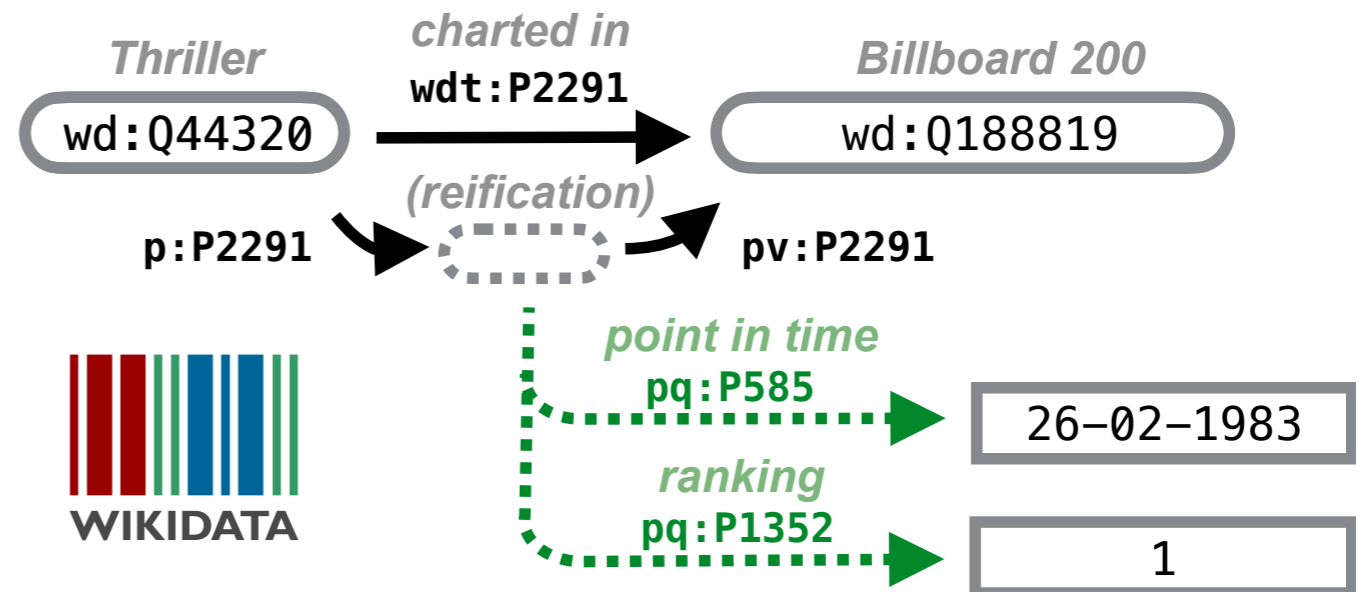 Thriller
charted in
Billboard 200
wdt:P2291
wd:Q44320
wd:Q188819
(reification)
p:P2291
pv:P2291
point in time
pq:P585
26–02–1983
ranking
pq:P1352
1
WIKIDATA